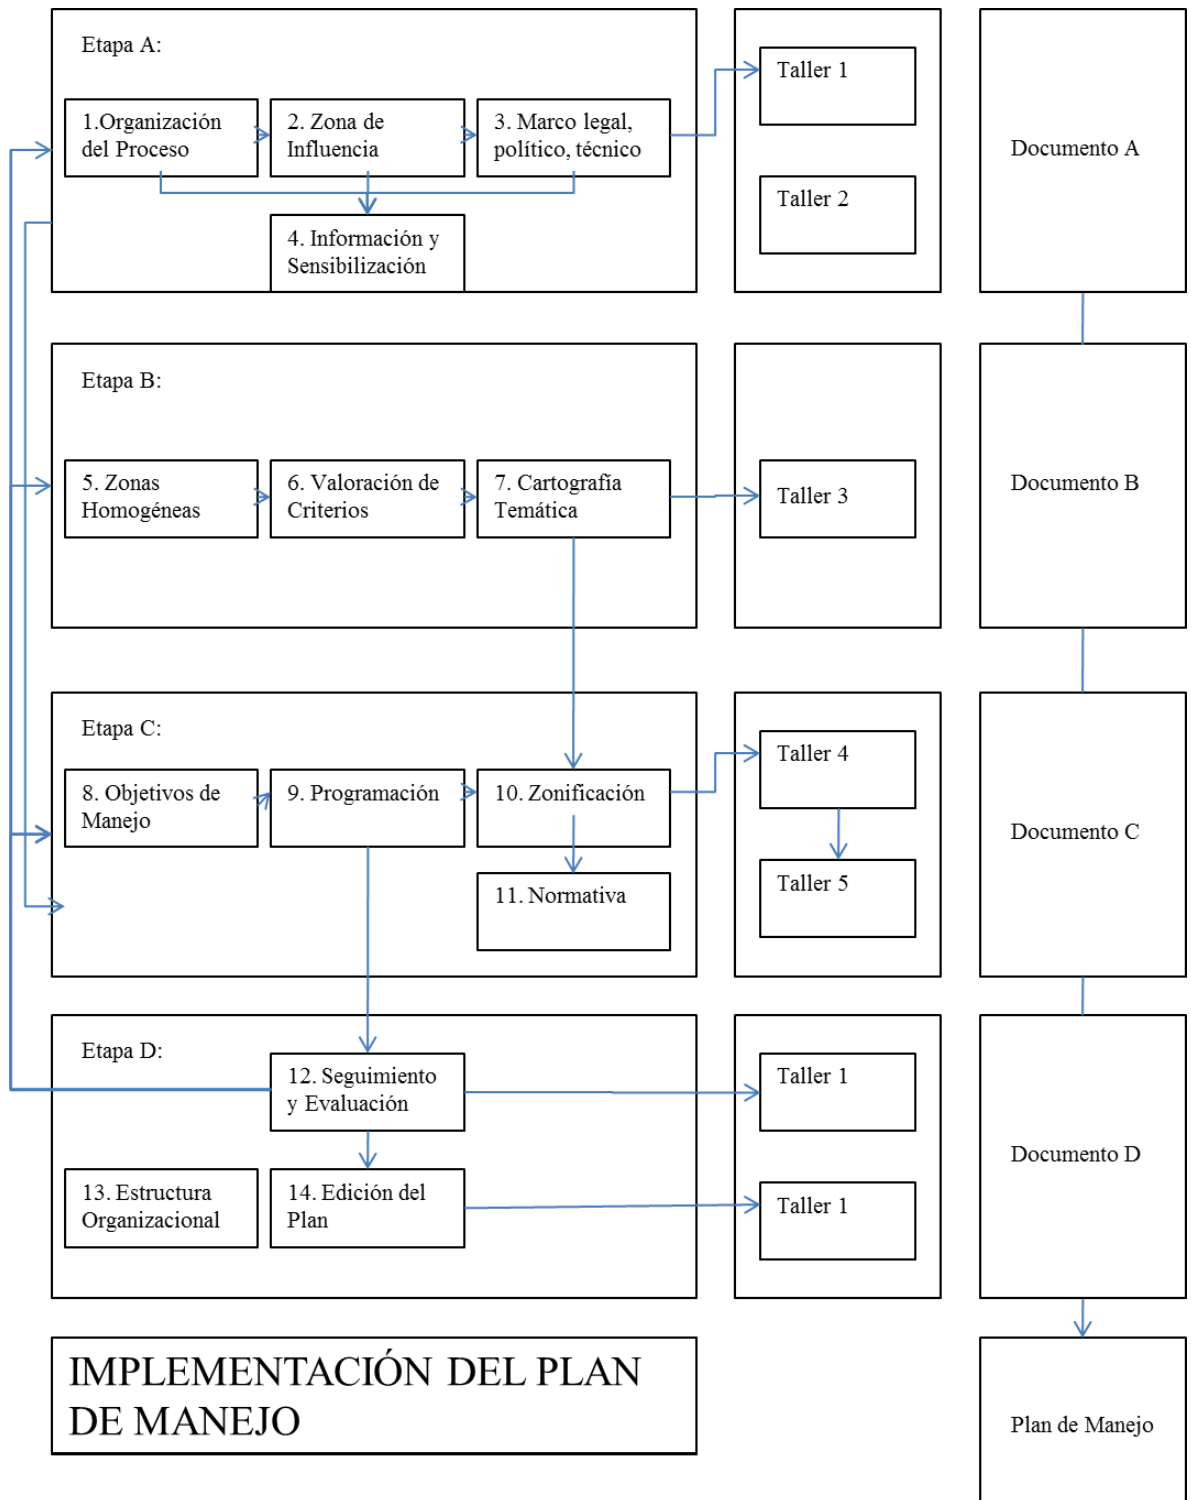 Etapa A:
1.Organización
del Proceso
2. Zona de
Influencia
3. Marco legal,
político, técnico
4. Información y
Sensibilización
Taller 1
Taller 2
Documento A
Etapa B:
5. Zonas
Homogéneas
6. Valoración de
Criterios
7. Cartografía
Temática
Taller 3
Documento B
Etapa C:
8. Objetivos de
Manejo
9. Programación
10. Zonificación
11. Normativa
Taller 4
Taller 5
Documento C
Etapa D:
12. Seguimiento
y Evaluación
13. Estructura
Organizacional
14. Edición del
Plan
Taller 1
Taller 1
Documento D
IMPLEMENTACIÓN DEL PLAN
DE MANEJO
Plan de Manejo